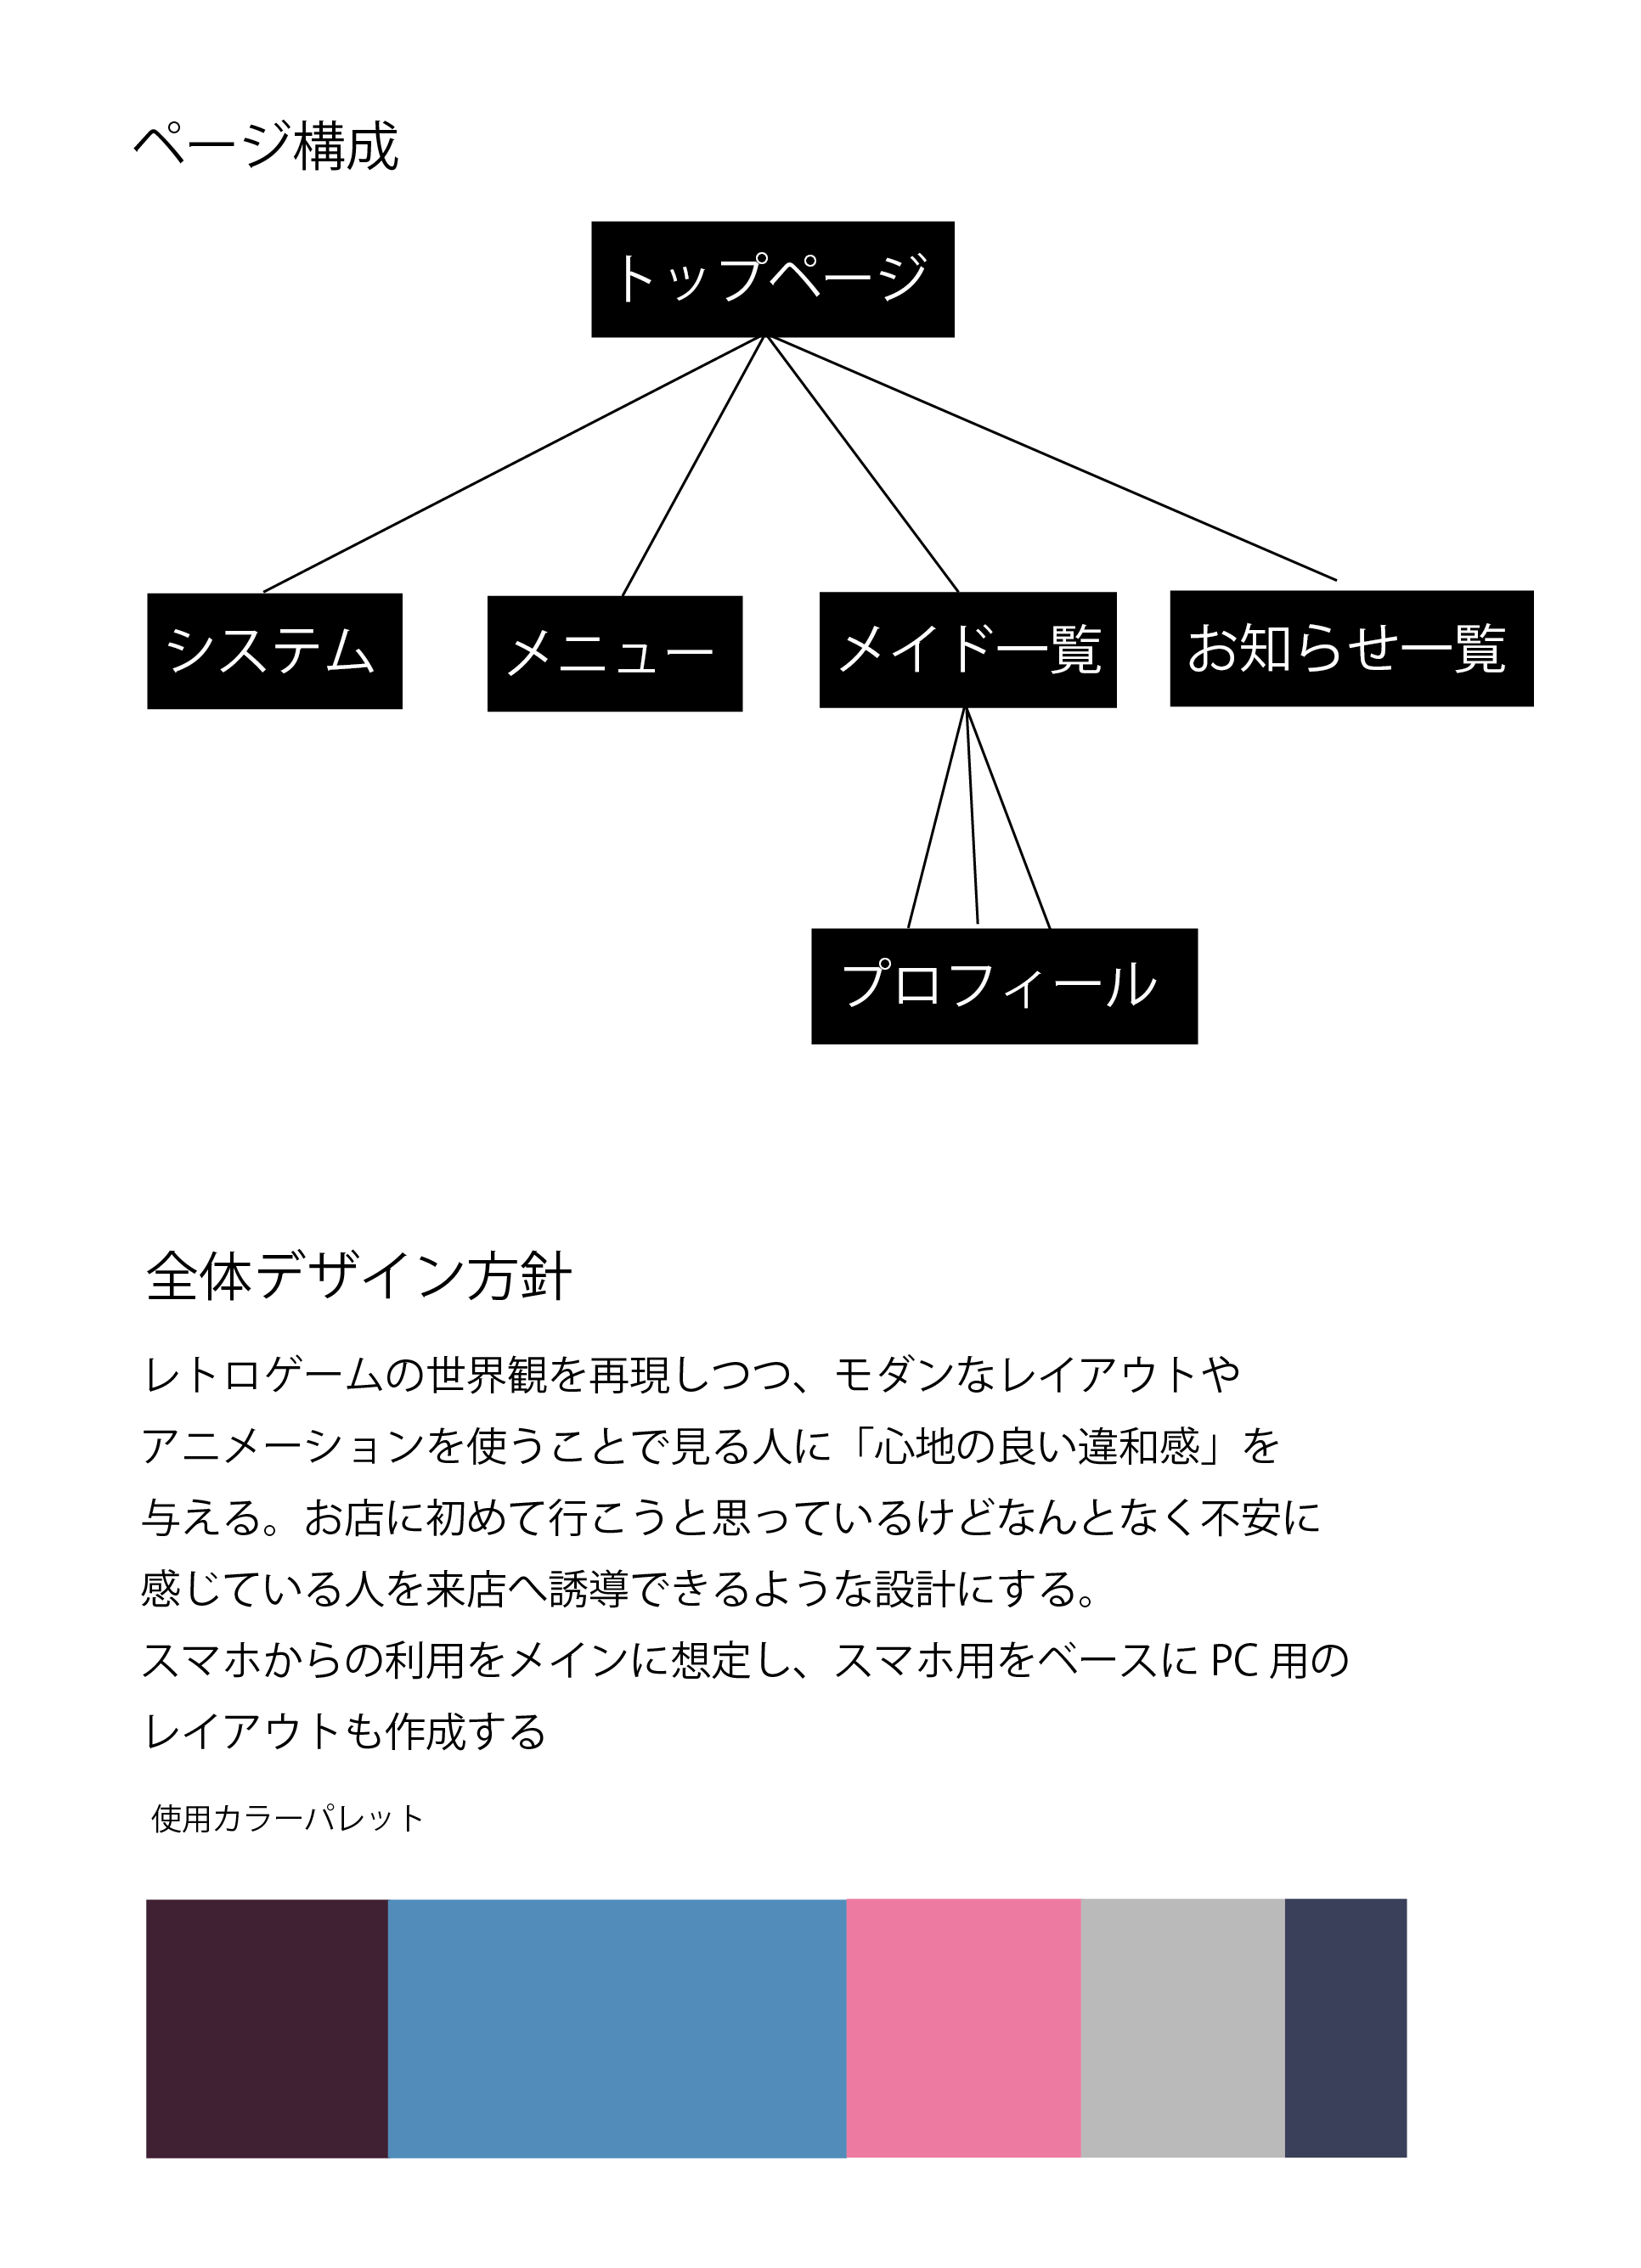 ページ構成
トップページ
システム
メニュー
メイド一覧
お知らせ一覧
プロフィール
全体デザイン方針
レトロゲームの世界観を再現しつつ、モダンなレイアウトや
アニメーションを使うことで見る人に「心地の良い違和感」を
与える。お店に初めて行こうと思っているけどなんとなく不安に
感じている人を来店へ誘導できるような設計にする。
スマホからの利用をメインに想定し、スマホ用をベースに PC 用の
レイアウトも作成する
使用カラーパレット